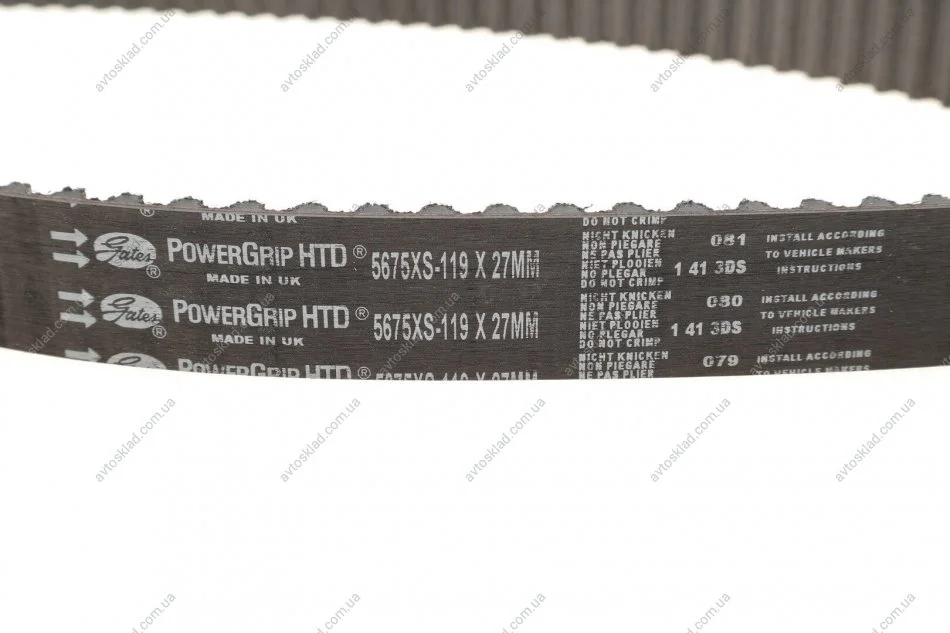 MADE IN UK
DO NOT CRIMP
Gates ® POWERGRIP HTD ® 5675XS-119 X 27MM
MADE IN UK
NICHT KNICKEN
NON PIEGARE
NE PAS PLIER
NIET PLOOIEN
NO PLEGAR
DO NOT CRIMP
081
1 41 3DS
INSTALL ACCORDING
TO VEHICLE MAKERS
INSTRUCTIONS
Gates ® POWERGRIP HTD ® 5675XS-119 X 27MM
MADE IN UK
NICHT KNICKEN
NON PIEGARE
NE PAS PLIER
NIET PLOOIEN
NO PLEGAR
DO NOT CRIMP
080
1 41 3DS
INSTALL ACCORDING
TO VEHICLE MAKERS
INSTRUCTIONS
Gates POWERGRIP HTD ® 5675XS-119 X 27MM
NICHT KNICKEN
NON PIEGARE
NE PAS PLIER
079
INSTALL ACCORDING
TO VEHICLE MAKERS
avtosklad.com.ua